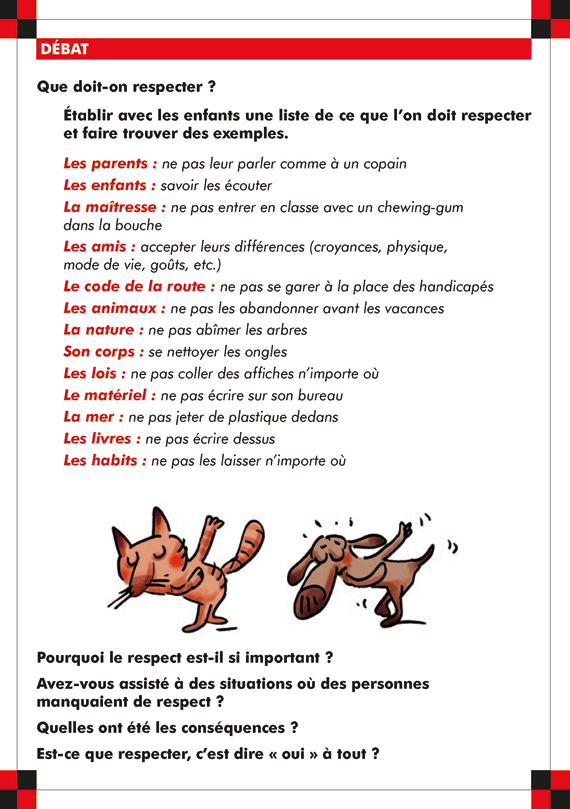 DÉBAT
Que doit-on respecter ?
Établir avec les enfants une liste de ce que l’on doit respecter
et faire trouver des exemples.
Les parents : ne pas leur parler comme à un copain
Les enfants : savoir les écouter
La maîtresse : ne pas entrer en classe avec un chewing-gum
dans la bouche
Les amis : accepter leurs différences (croyances, physique,
mode de vie, goûts, etc.)
Le code de la route : ne pas se garer à la place des handicapés
Les animaux : ne pas les abandonner avant les vacances
La nature : ne pas abîmer les arbres
Son corps : se nettoyer les ongles
Les lois : ne pas coller des affiches n’importe où
Le matériel : ne pas écrire sur son bureau
La mer : ne pas jeter de plastique dedans
Les livres : ne pas écrire dessus
Les habits : ne pas les laisser n’importe où
Pourquoi le respect est-il si important ?
Avez-vous assisté à des situations où des personnes
manquaient de respect ?
Quelles ont été les conséquences ?
Est-ce que respecter, c’est dire « oui » à tout ?